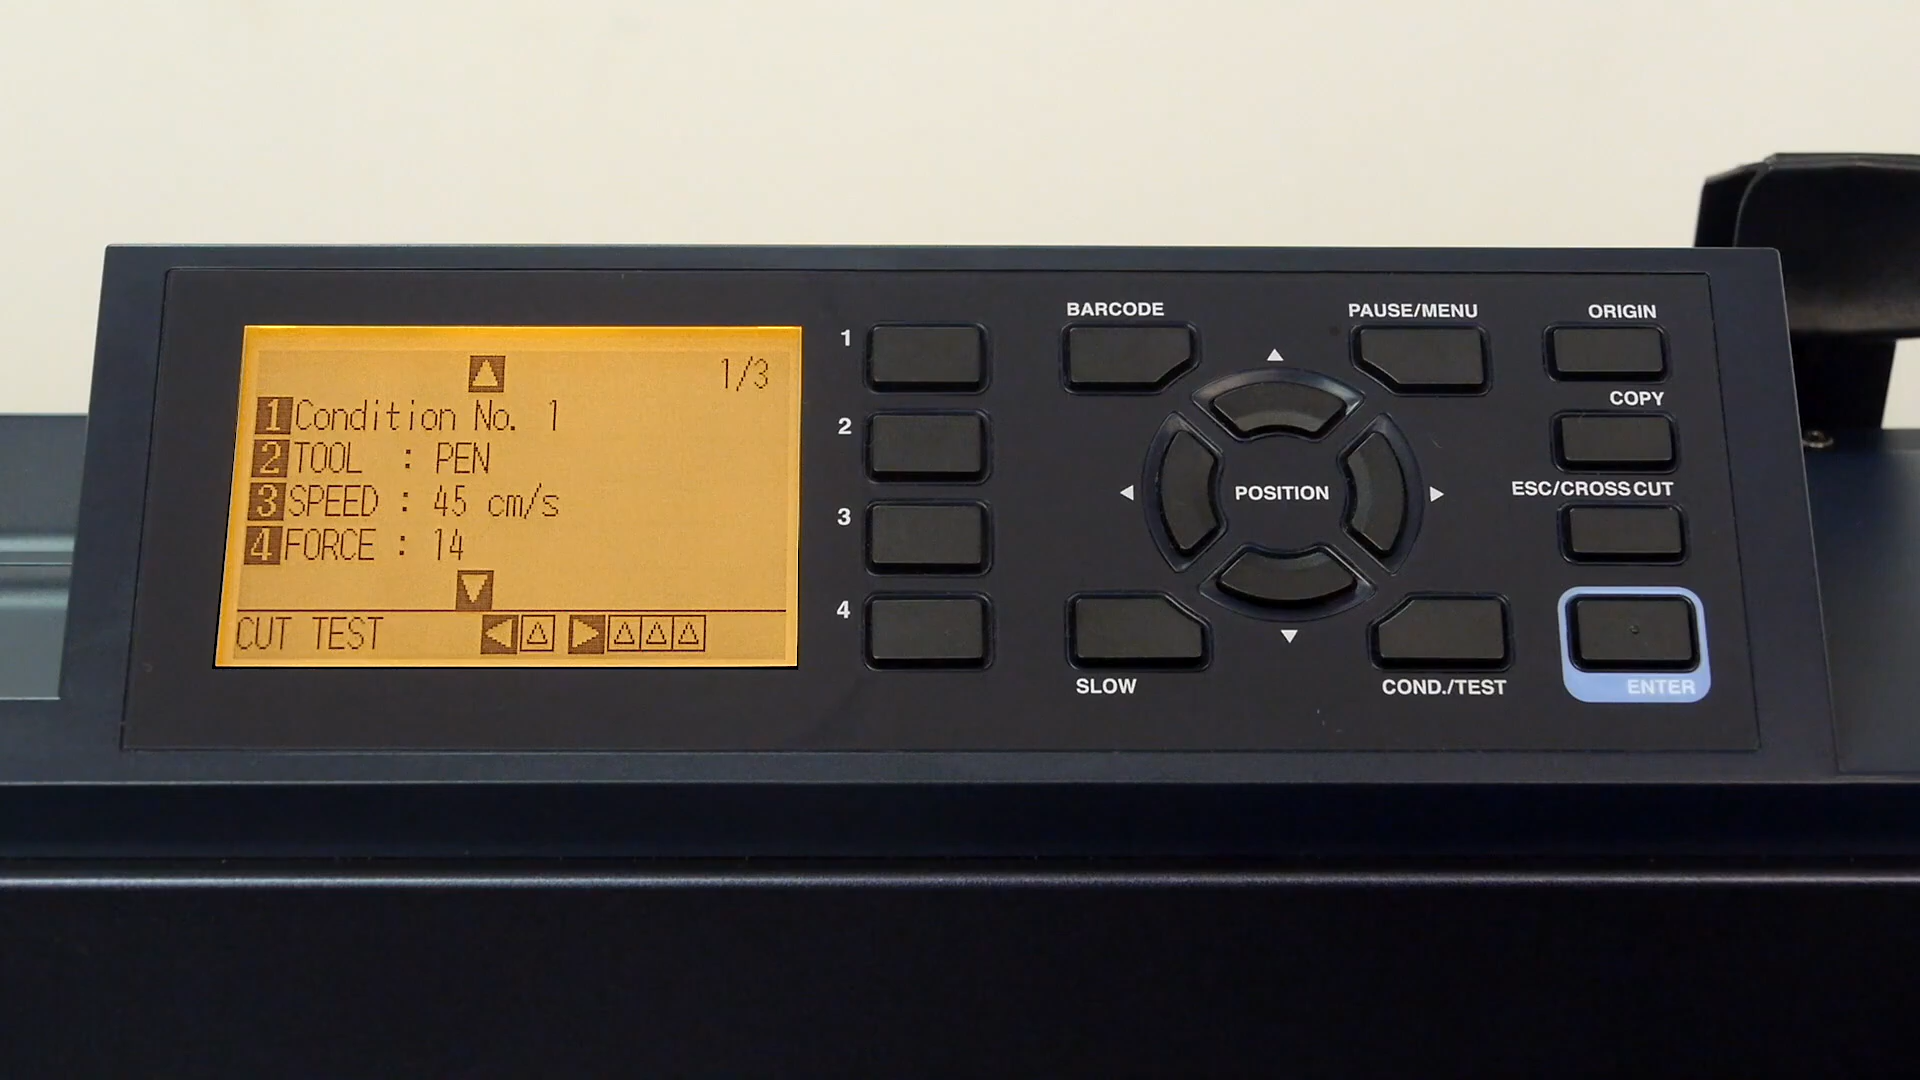 1/3
1 Condition No. 1
2 TOOL : PEN
3 SPEED : 45 cm/s
4 FORCE : 14
CUT TEST
1
2
3
4
BARCODE
PAUSE/MENU
ORIGIN
COPY
POSITION
ESC/CROSS CUT
SLOW
COND./TEST
ENTER